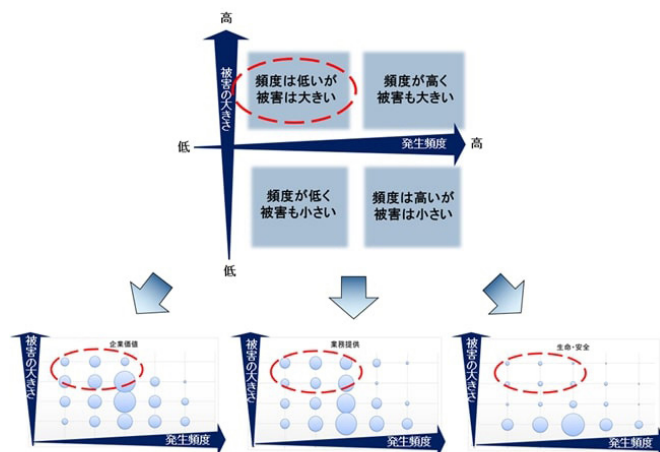 高
被害の大きさ
頻度は低いが
被害は大きい
頻度が高く
被害も大きい
低
発生頻度
高
頻度が低く
被害も小さい
頻度は高いが
被害は小さい
低
被害の大きさ
企業価値
発生頻度
被害の大きさ
業務提供
発生頻度
被害の大きさ
生命・安全
発生頻度